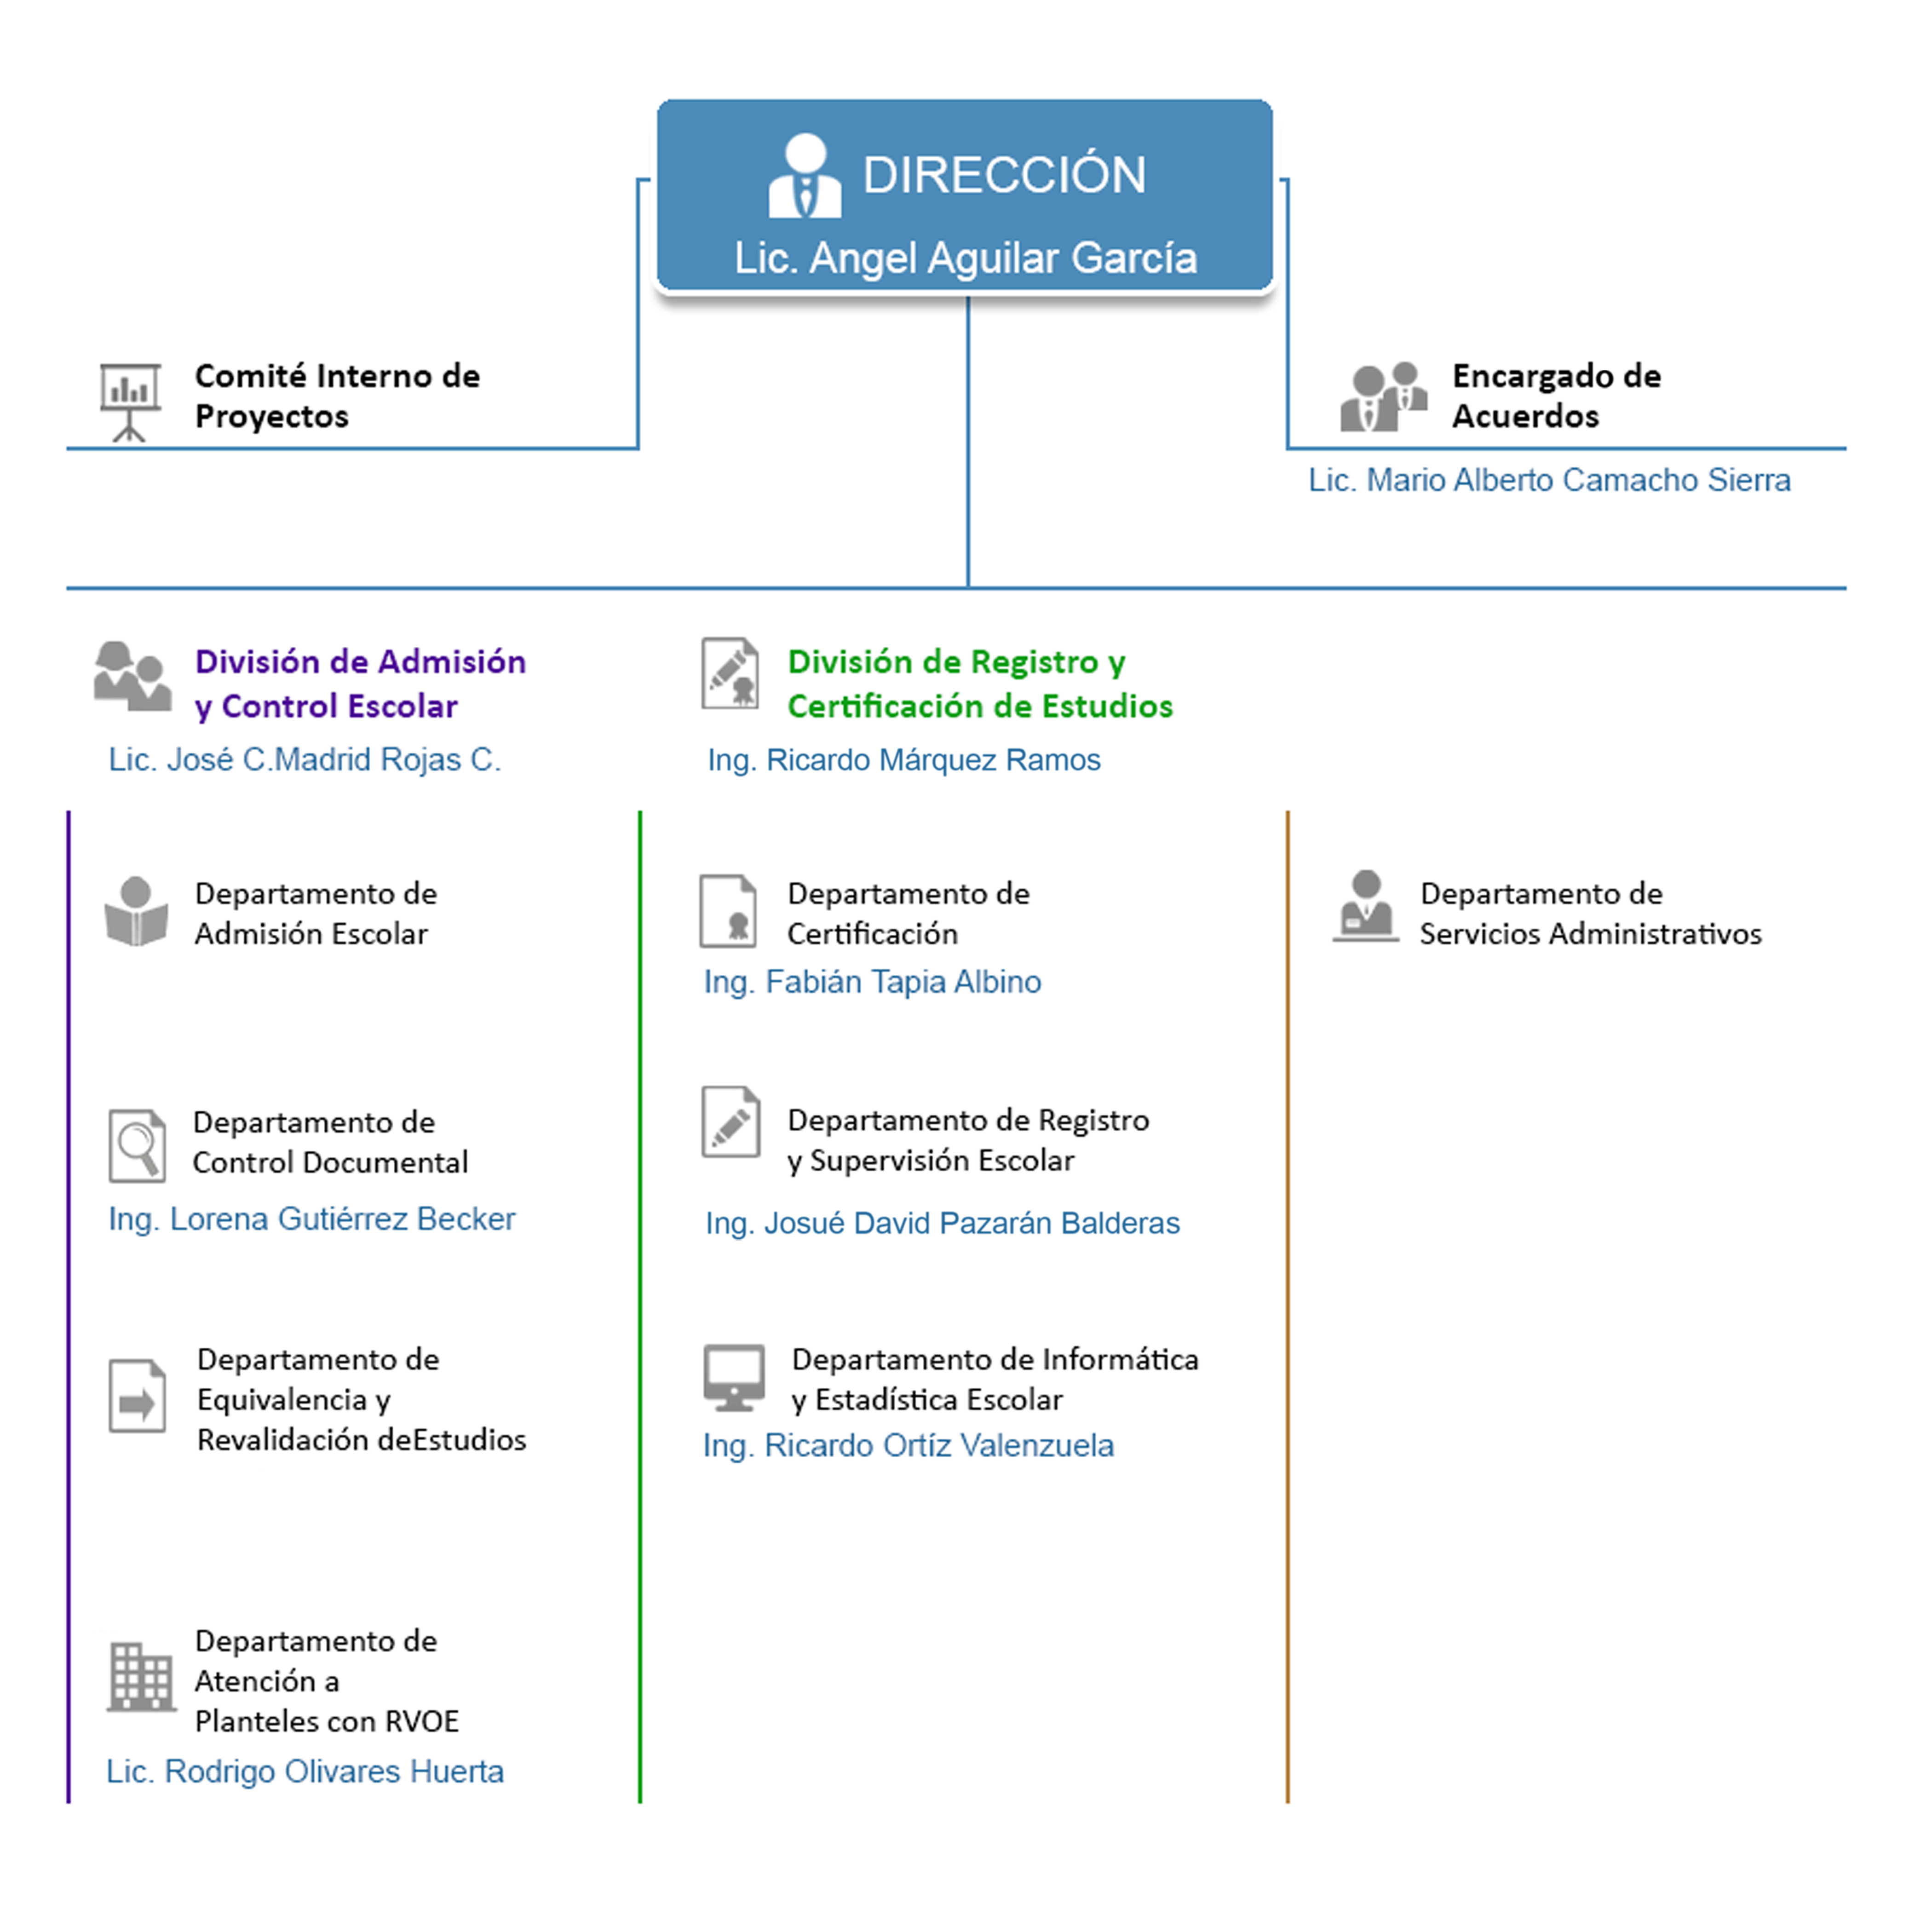 DIRECCIÓN
Lic. Angel Aguilar García
Comité Interno de
Proyectos
Encargado de
Acuerdos
Lic. Mario Alberto Camacho Sierra
División de Admisión
y Control Escolar
Lic. José C.Madrid Rojas C.
División de Registro y
Certificación de Estudios
Ing. Ricardo Márquez Ramos
Departamento de
Admisión Escolar
Departamento de
Control Documental
Ing. Lorena Gutiérrez Becker
Departamento de
Equivalencia y
Revalidación deEstudios
Departamento de
Atención a
Planteles con RVOE
Lic. Rodrigo Olivares Huerta
Departamento de
Certificación
Ing. Fabián Tapia Albino
Departamento de Registro
y Supervisión Escolar
Ing. Josué David Pazarán Balderas
Departamento de Informática
y Estadística Escolar
Ing. Ricardo Ortíz Valenzuela
Departamento de
Servicios Administrativos